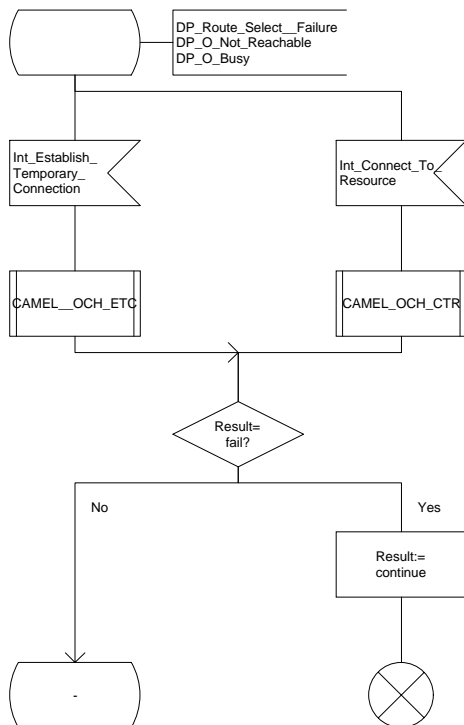 DP_Route_Select__Failure
DP_O_Not_Reachable
DP_O_Busy
Int_Establish_
Temporary_
Connection
Int_Connect_To_
Resource
CAMEL__OCH_ETC
CAMEL_OCH_CTR
Result=
fail?
No
Yes
Result:=
continue
-